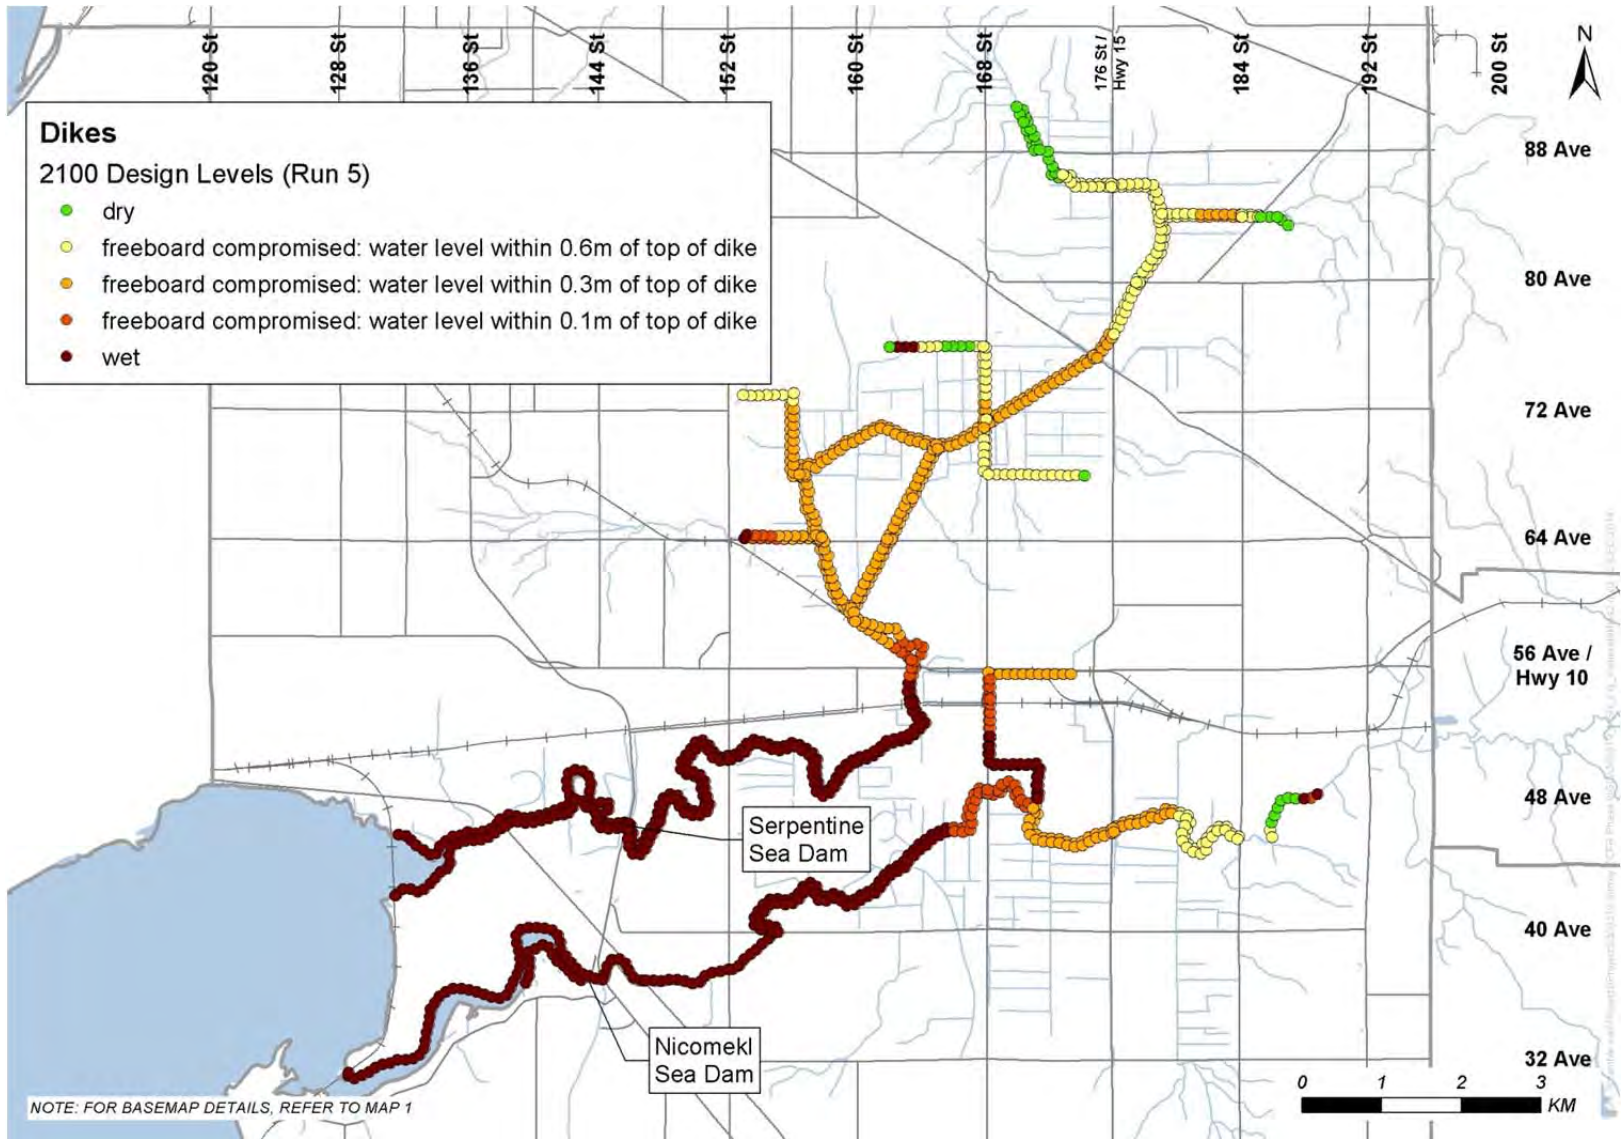 120 St
128 St
136 St
144 St
152 St
160 St
168 St
176 St /
Hwy 15
184 St
192 St
200 St
N
Dikes
2100 Design Levels (Run 5)
dry
freeboard compromised: water level within 0.6m of top of dike
freeboard compromised: water level within 0.3m of top of dike
freeboard compromised: water level within 0.1m of top of dike
wet
88 Ave
80 Ave
72 Ave
64 Ave
56 Ave /
Hwy 10
48 Ave
40 Ave
32 Ave
Serpentine
Sea Dam
Nicomekl
Sea Dam
0 1 2 3
KM
NOTE: FOR BASEMAP DETAILS, REFER TO MAP 1